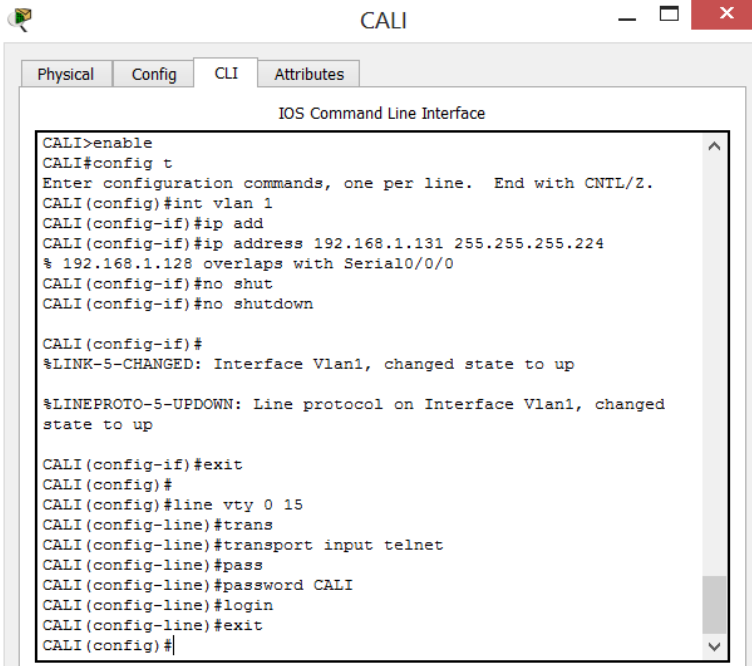 CALI
Physical Config CLI Attributes
IOS Command Line Interface
CALI>enable
CALI#config t
Enter configuration commands, one per line.  End with CNTL/Z.
CALI(config)#int vlan 1
CALI(config-if)#ip add
CALI(config-if)#ip address 192.168.1.131 255.255.255.224
% 192.168.1.128 overlaps with Serial0/0/0
CALI(config-if)#no shut
CALI(config-if)#no shutdown
CALI(config-if)#
%LINK-5-CHANGED: Interface Vlan1, changed state to up
%LINEPROTO-5-UPDOWN: Line protocol on Interface Vlan1, changed
state to up
CALI(config-if)#exit
CALI(config)#
CALI(config)#line vty 0 15
CALI(config-line)#trans
CALI(config-line)#transport input telnet
CALI(config-line)#pass
CALI(config-line)#password CALI
CALI(config-line)#login
CALI(config-line)#exit
CALI(config)#